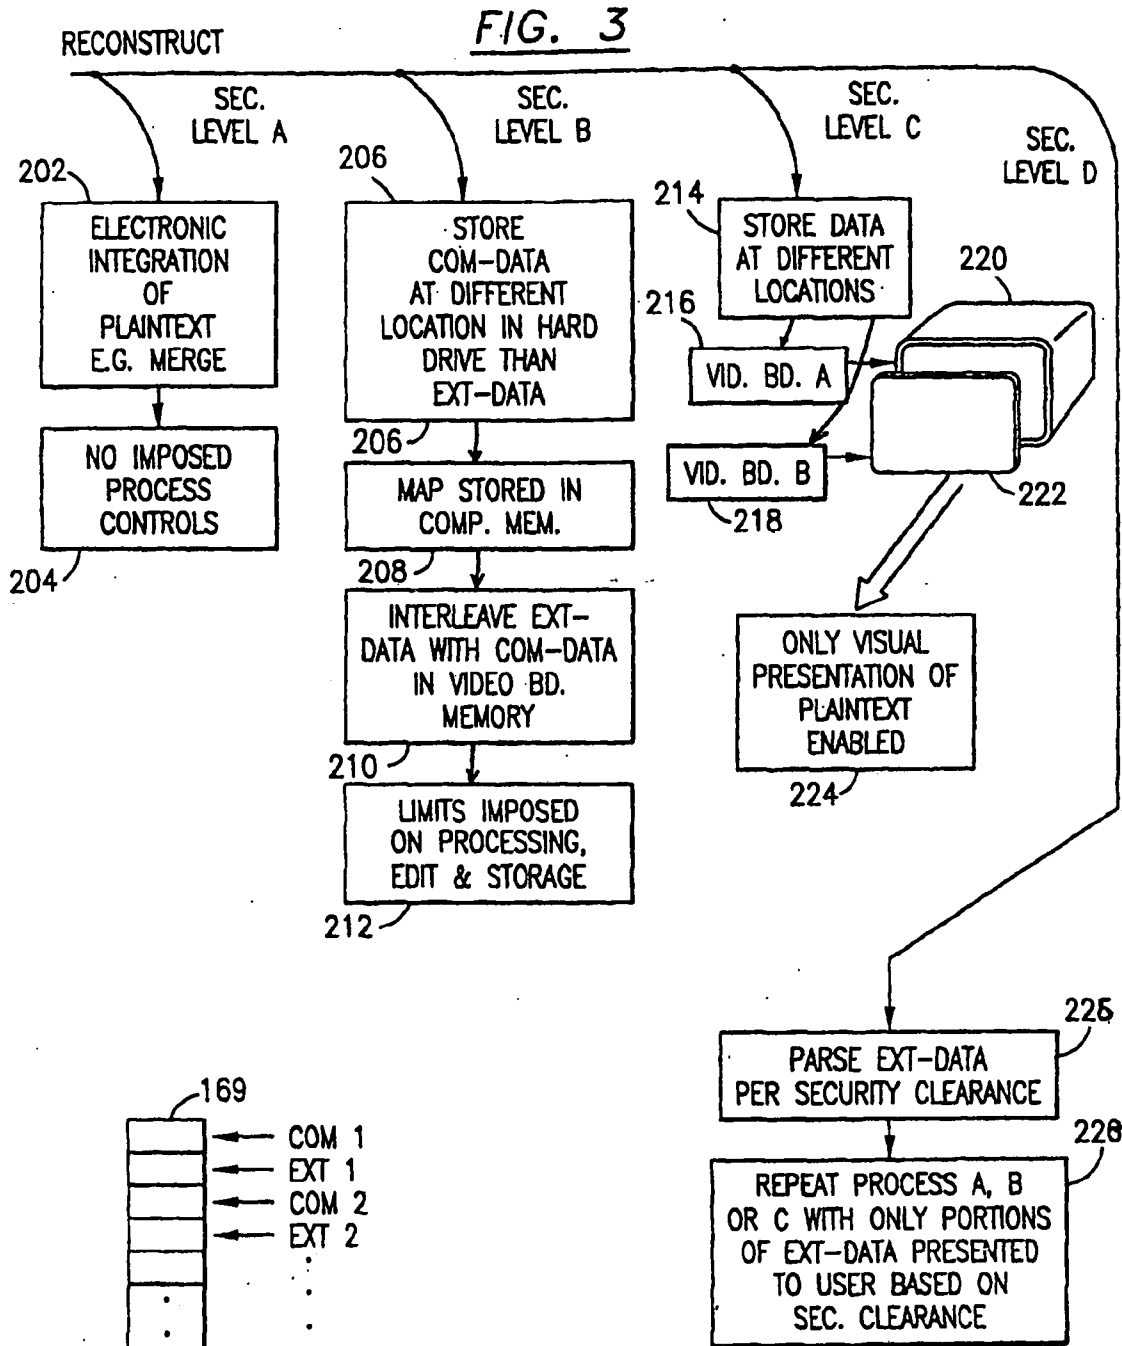 FIG. 3
RECONSTRUCT
SEC.
LEVEL A
SEC.
LEVEL B
SEC.
LEVEL C
SEC.
LEVEL D
202
ELECTRONIC
INTEGRATION
OF
PLAINTEXT
E.G. MERGE
NO IMPOSED
PROCESS
CONTROLS
204
206
STORE
COM-DATA
AT DIFFERENT
LOCATION IN HARD
DRIVE THAN
EXT-DATA
206
MAP STORED IN
COMP. MEM.
208
INTERLEAVE EXT-
DATA WITH COM-DATA
IN VIDEO BD.
MEMORY
210
LIMITS IMPOSED
ON PROCESSING,
EDIT & STORAGE
212
214
STORE DATA
AT DIFFERENT
LOCATIONS
216
VID. BD. A
VID. BD. B
218
220
222
ONLY VISUAL
PRESENTATION OF
PLAINTEXT
ENABLED
224
225
PARSE EXT-DATA
PER SECURITY CLEARANCE
226
REPEAT PROCESS A, B
OR C WITH ONLY PORTIONS
OF EXT-DATA PRESENTED
TO USER BASED ON
SEC. CLEARANCE
169
COM 1
EXT 1
COM 2
EXT 2